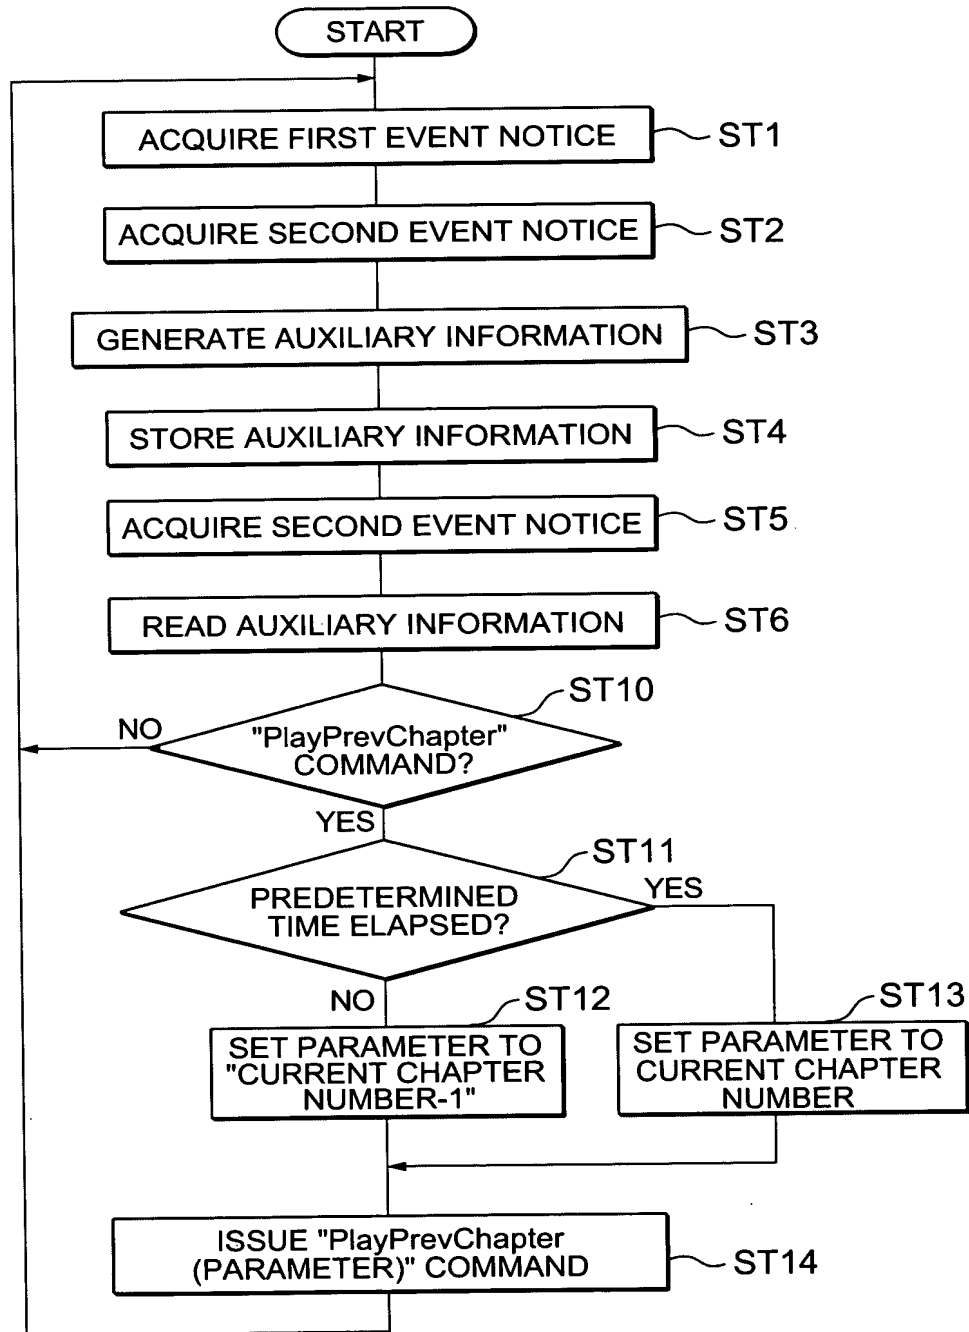 START
ACQUIRE FIRST EVENT NOTICE
ST1
ACQUIRE SECOND EVENT NOTICE
ST2
GENERATE AUXILIARY INFORMATION
ST3
STORE AUXILIARY INFORMATION
ST4
ACQUIRE SECOND EVENT NOTICE
ST5
READ AUXILIARY INFORMATION
ST6
ST10
NO
"PlayPrevChapter"
COMMAND?
YES
ST11
PREDETERMINED
TIME ELAPSED?
YES
NO
ST12
SET PARAMETER TO
"CURRENT CHAPTER
NUMBER-1"
ST13
SET PARAMETER TO
CURRENT CHAPTER
NUMBER
ISSUE "PlayPrevChapter
(PARAMETER)" COMMAND
ST14